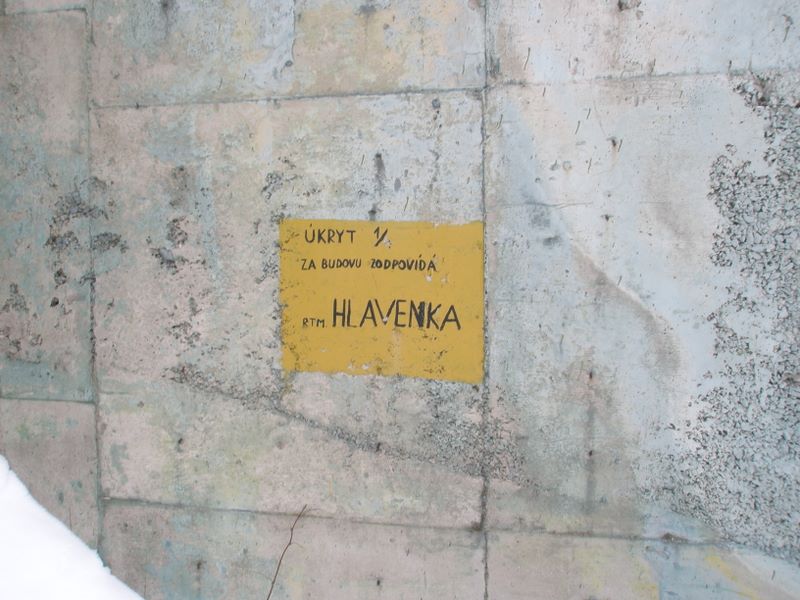 ÚKRYT 1/
ZA BUDOVU ZODPOVÍDÁ
RTM. HLAVENKA